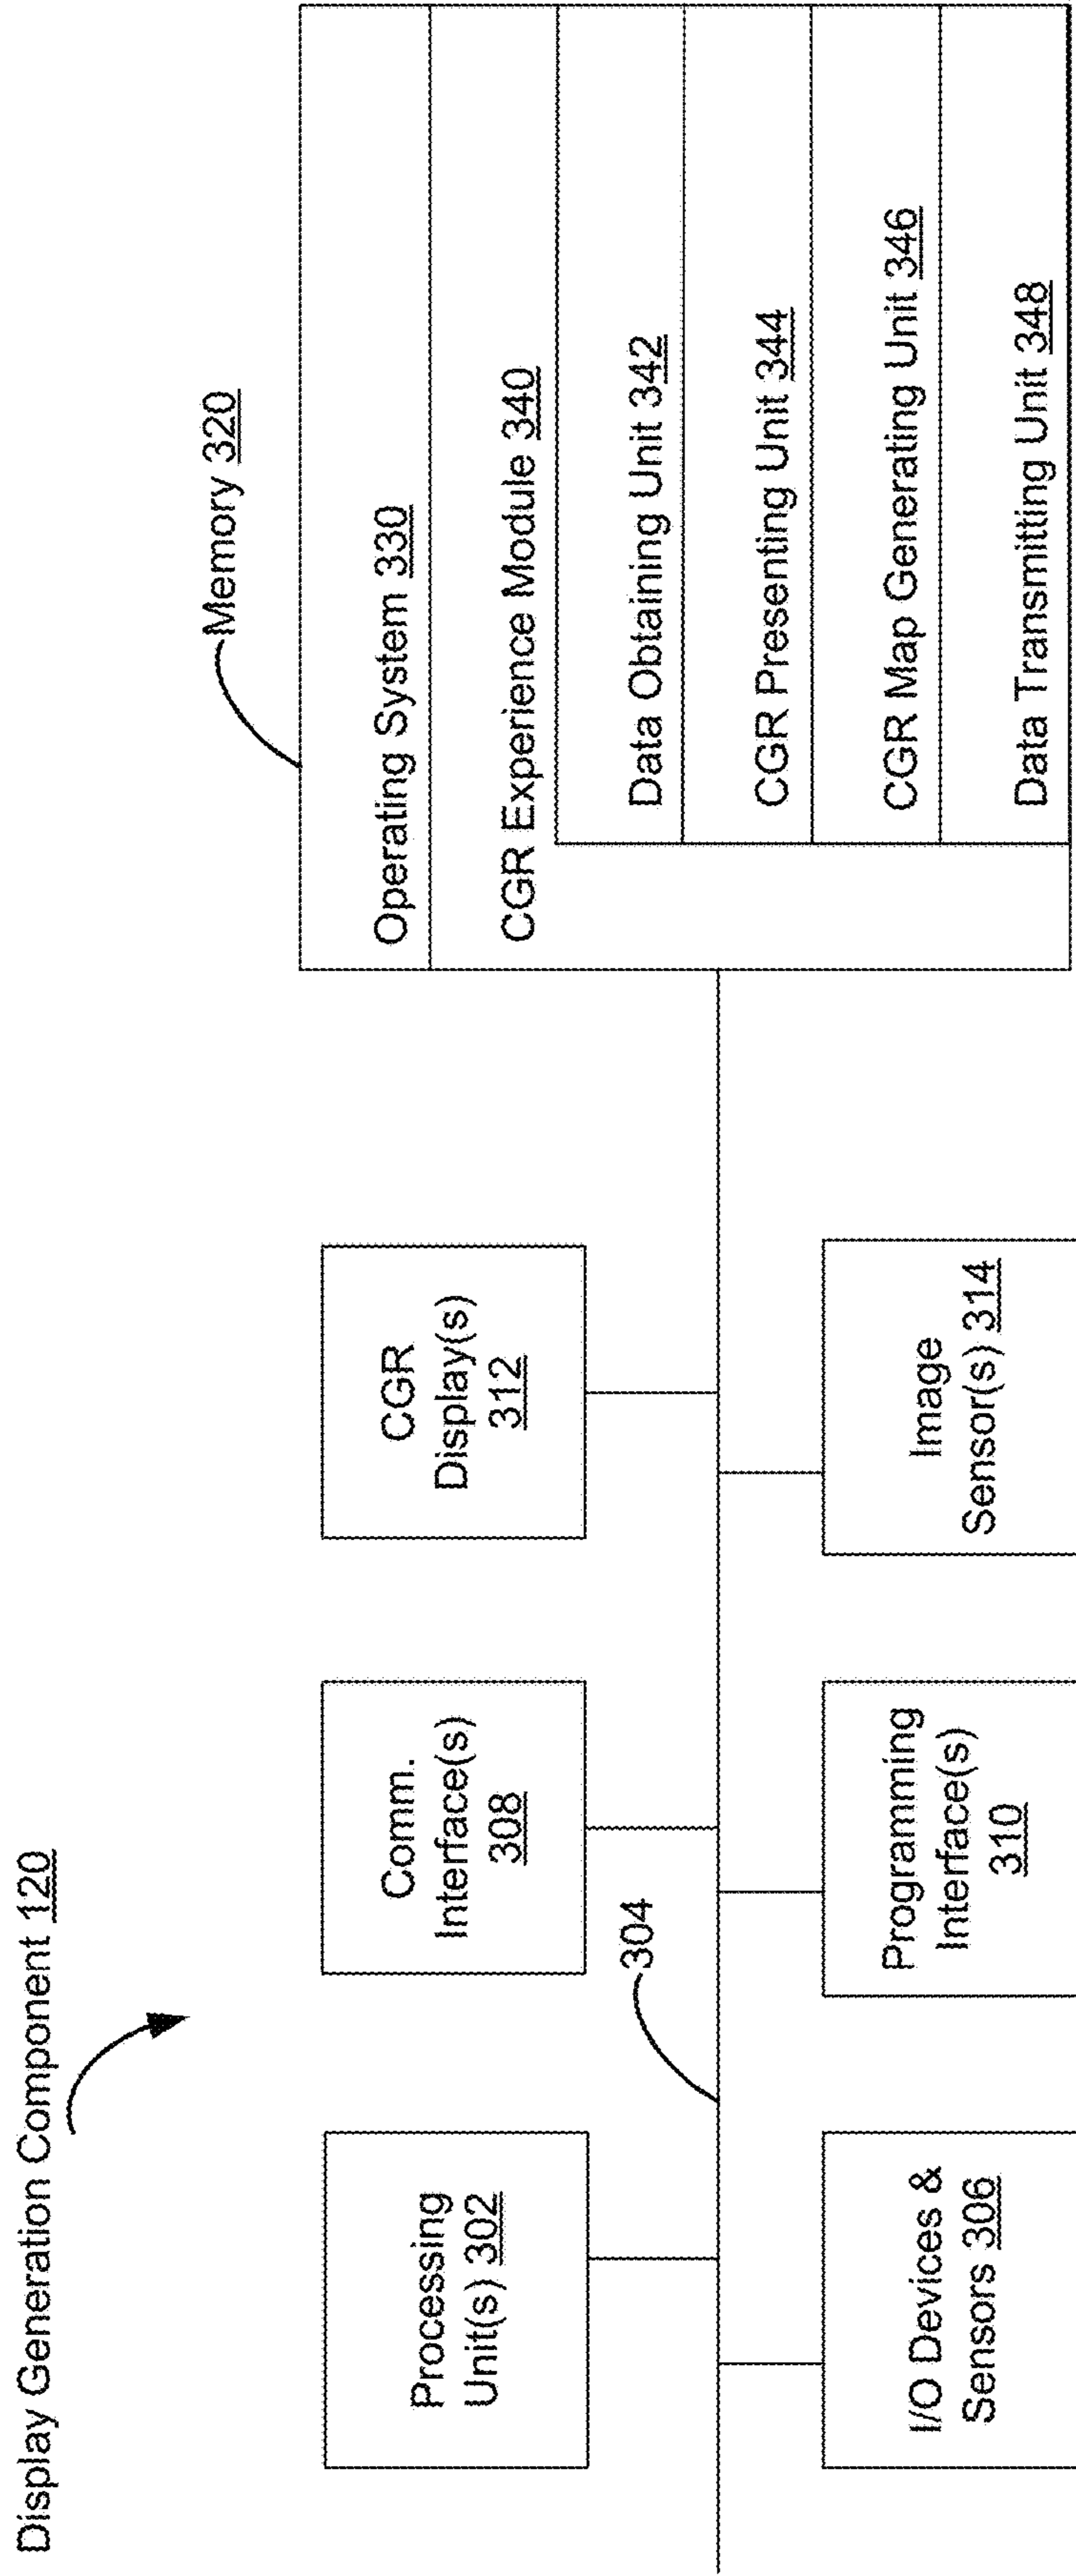 Display Generation Component 120
Processing
Unit(s) 302
Comm.
Interface(s)
308
CGR
Display(s)
312
304
I/O Devices &
Sensors 306
Programming
Interface(s)
310
Image
Sensor(s) 314
Memory 320
Operating System 330
CGR Experience Module 340
Data Obtaining Unit 342
CGR Presenting Unit 344
CGR Map Generating Unit 346
Data Transmitting Unit 348